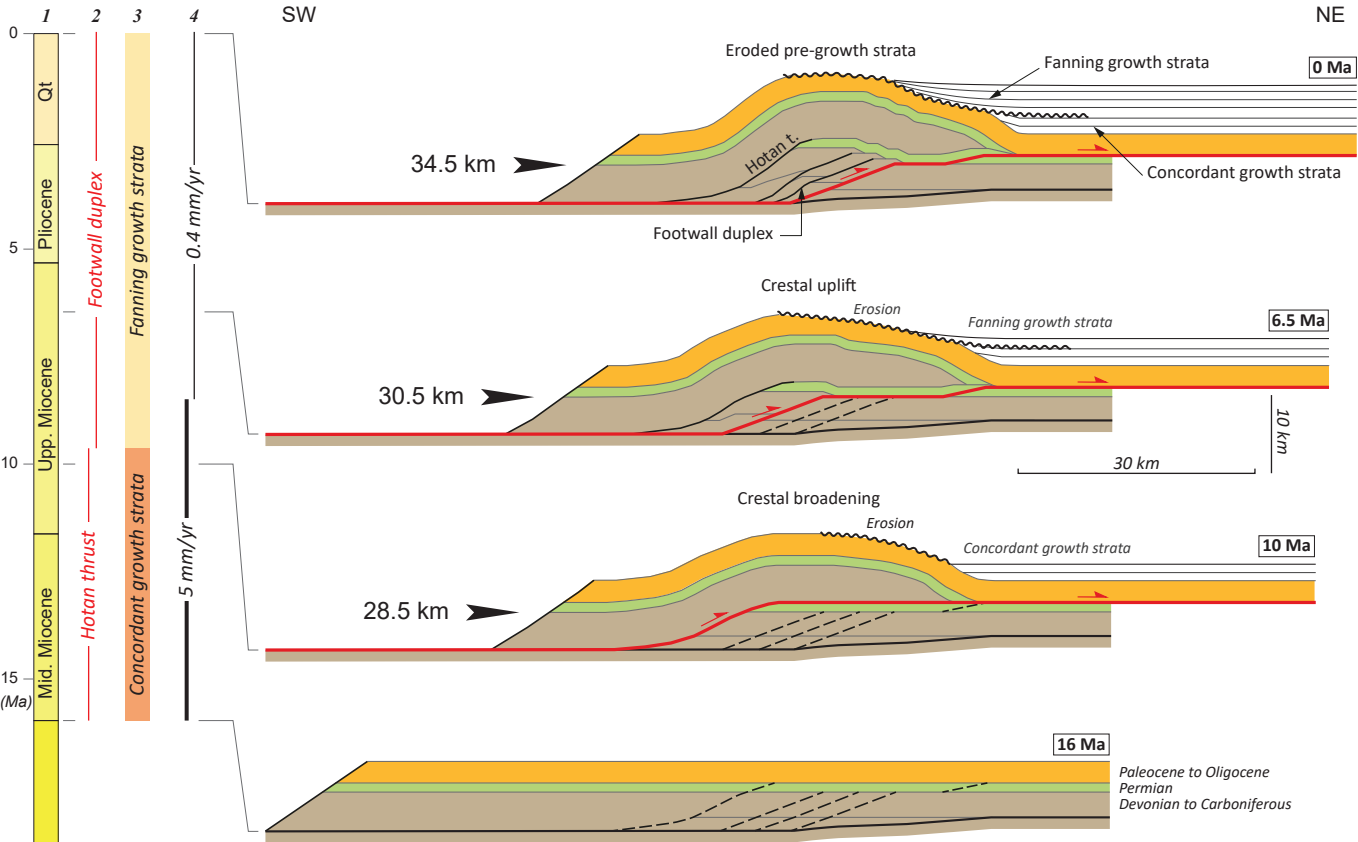 1
2
3
4
SW
NE
0
5
10
15
(Ma)
Qt
Pliocene
Upp. Miocene
Mid. Miocene
Footwall duplex
Hotan thrust
Fanning growth strata
Concordant growth strata
0.4 mm/yr
5 mm/yr
Eroded pre-growth strata
Fanning growth strata
0 Ma
34.5 km
Hotan t.
Concordant growth strata
Footwall duplex
Crestal uplift
Erosion
Fanning growth strata
6.5 Ma
30.5 km
10 km
30 km
Crestal broadening
Erosion
Concordant growth strata
10 Ma
28.5 km
16 Ma
Paleocene to Oligocene
Permian
Devonian to Carboniferous